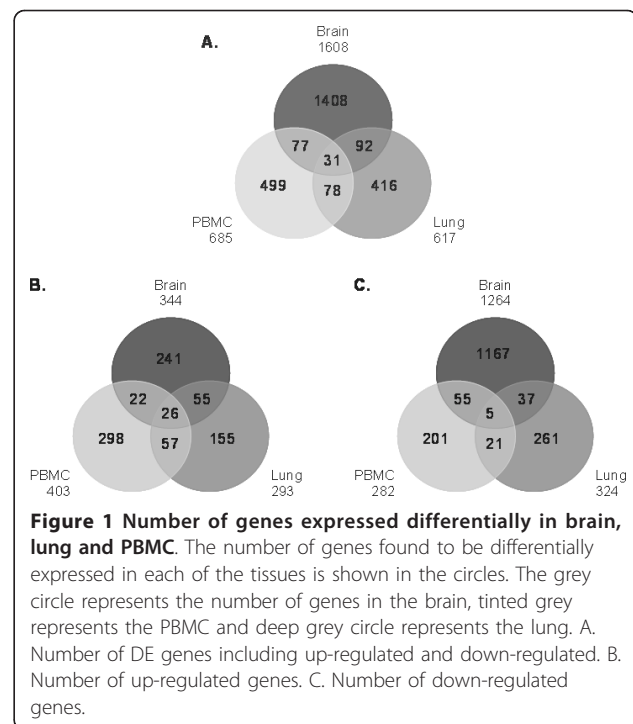 A.
Brain
1608
1408
77
92
31
499
78
416
PBMC
685
Lung
617
B.
Brain
344
241
22
55
26
298
57
155
PBMC
403
Lung
293
C.
Brain
1264
1167
55
37
5
201
21
261
PBMC
282
Lung
324
Figure 1 Number of genes expressed differentially in brain,
lung and PBMC. The number of genes found to be differentially
expressed in each of the tissues is shown in the circles. The grey
circle represents the number of genes in the brain, tinted grey
represents the PBMC and deep grey circle represents the lung. A.
Number of DE genes including up-regulated and down-regulated. B.
Number of up-regulated genes. C. Number of down-regulated
genes.